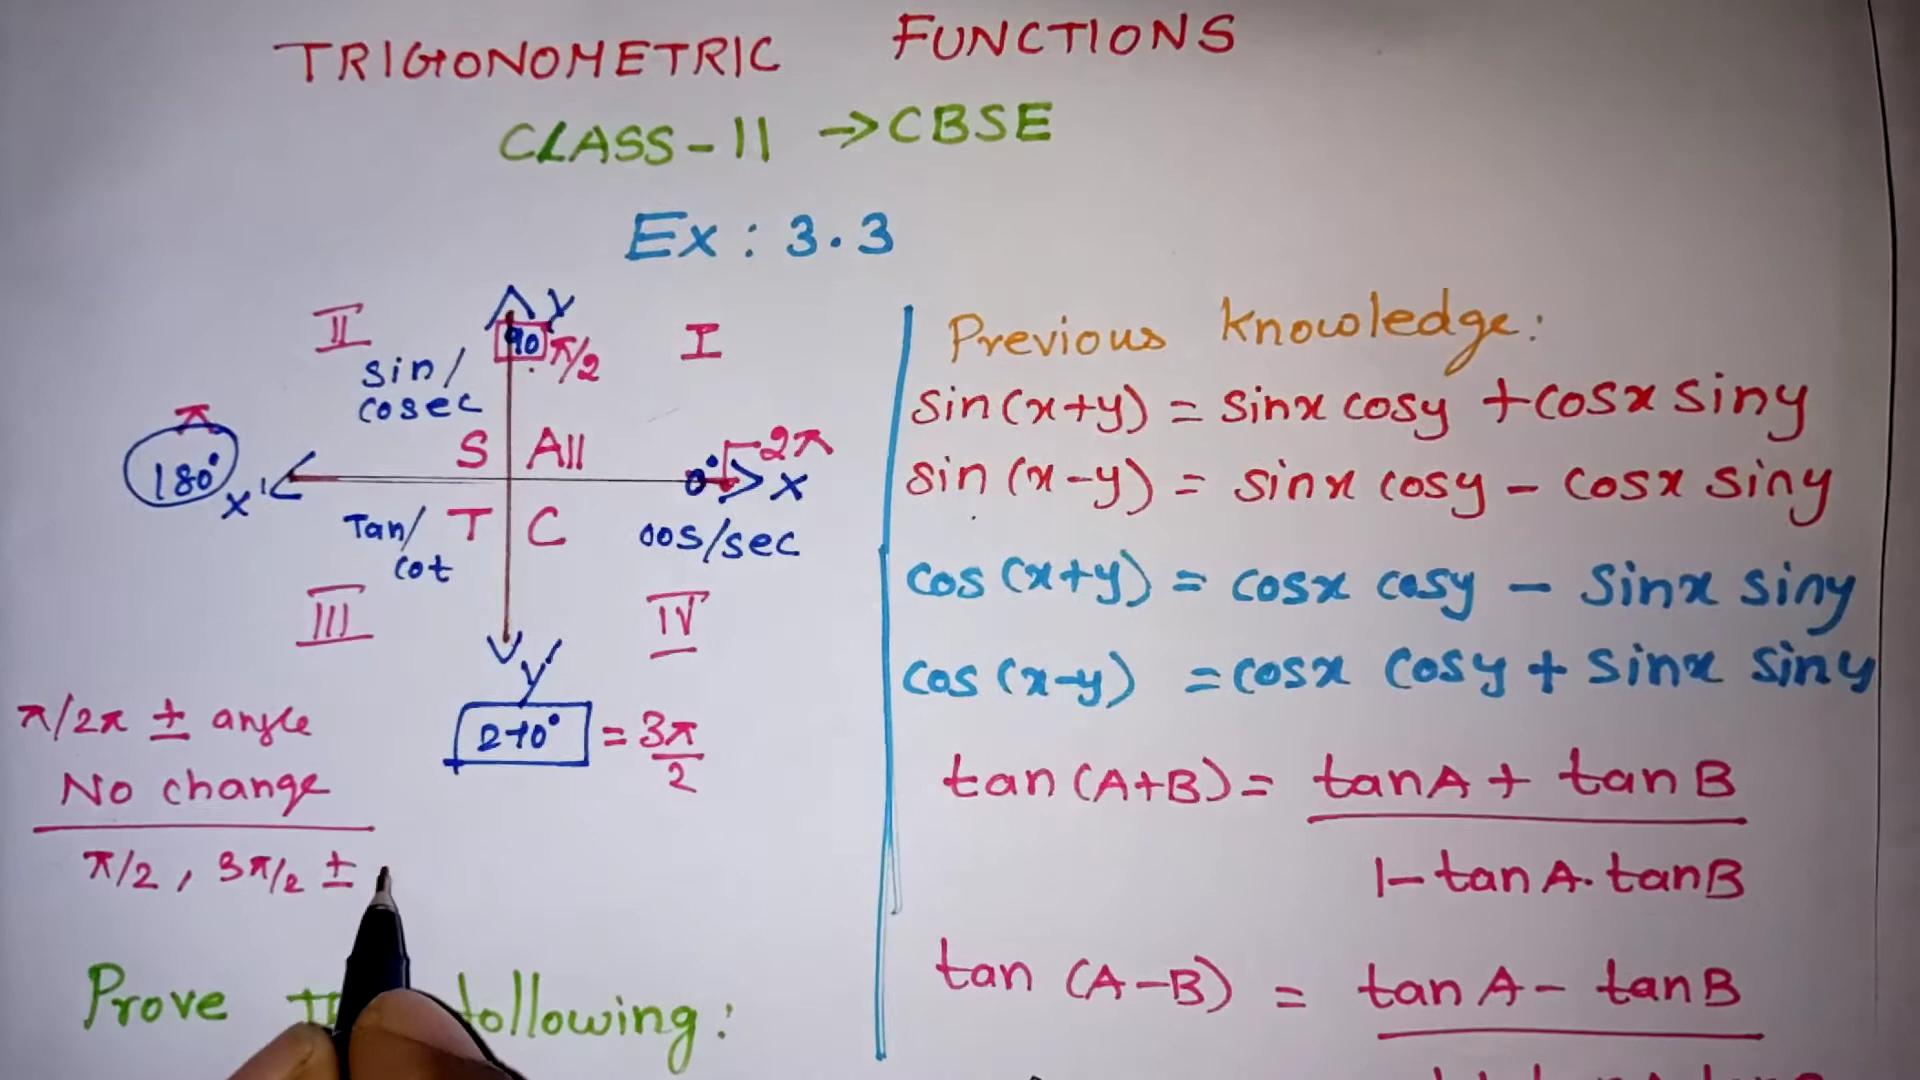 TRIGONOMETRIC FUNCTIONS
CLASS-11 → CBSE
Ex: 3.3
II
Y
90
π/2
I
sin/
cosec
π
S
All
2π
180°
X'
0°
X
Tan/
cot
T
C
cos/sec
III
IV
Y'
270° = 3π/2
π/2π ± angle
No change
π/2, 3π/2 ±
Prove following:
Previous knowledge:
sin(x+y) = sinx cosy + cosx siny
sin (x-y) = sinx cosy - cosx siny
cos (x+y) = cosx cosy - sinx siny
cos (x-y) = cosx cosy + sinx siny
tan (A+B) = tanA + tanB
1- tanA. tanB
tan (A-B) = tanA - tanB